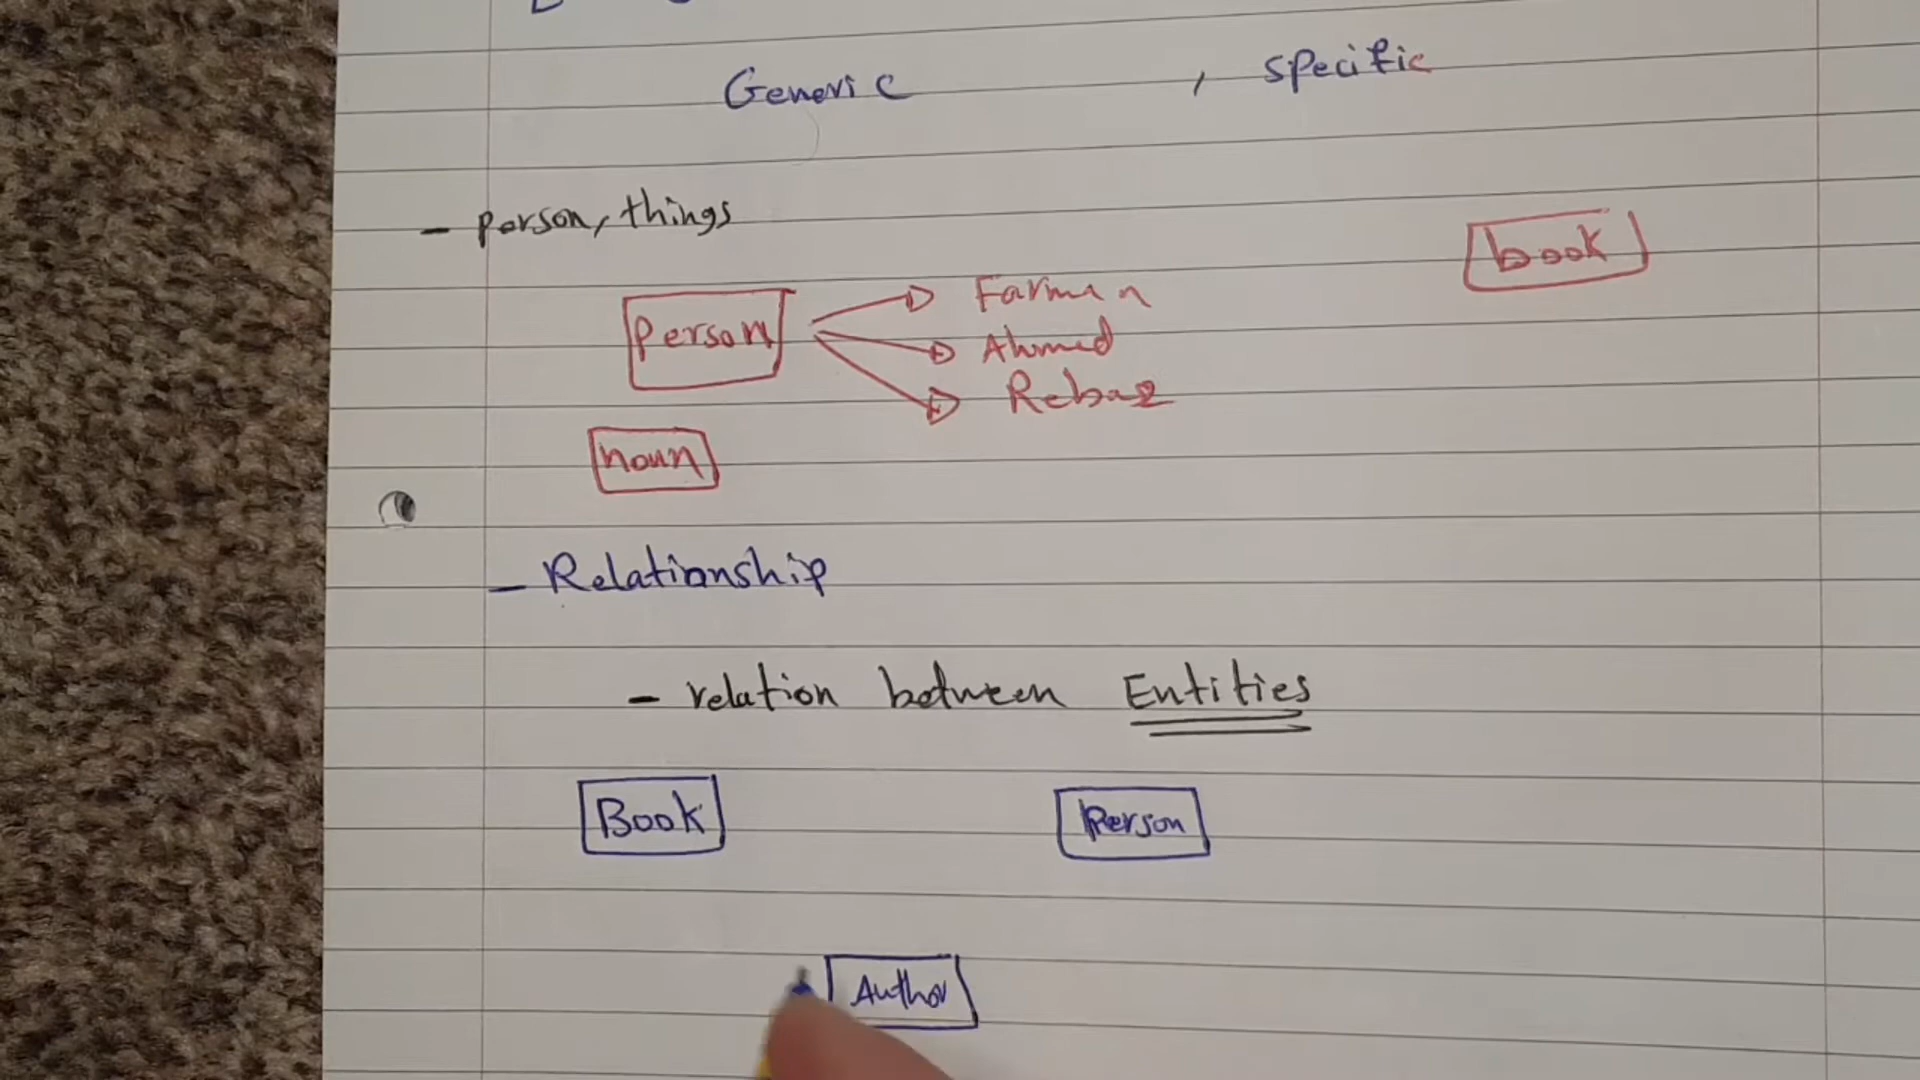 Generic , specific
- person, things
book
person
Farman
Ahmed
Rebaz
noun
- Relationship
- relation between Entities
Book Person
Author